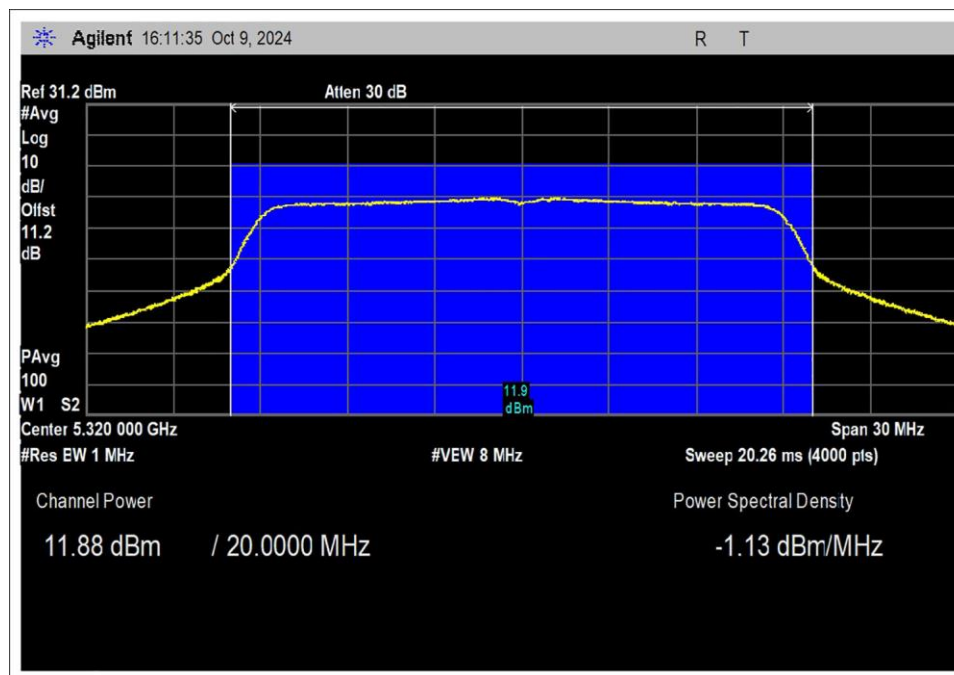 Agilent 16:11:35 Oct 9, 2024 R T
Ref 31.2 dBm Atten 30 dB
#Avg
Log
10
dB/
Offst
11.2
dB
PAvg
100
W1 S2
11.9
dBm
Center 5.320 000 GHz Span 30 MHz
#Res BW 1 MHz #VBW 8 MHz Sweep 20.26 ms (4000 pts)
Channel Power Power Spectral Density
11.88 dBm / 20.0000 MHz -1.13 dBm/MHz